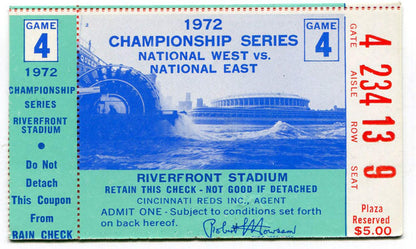 GAME
4
1972
CHAMPIONSHIP
SERIES
RIVERFRONT
STADIUM
Do Not
Detach
This Coupon
From
RAIN CHECK
2
1972
CHAMPIONSHIP SERIES
NATIONAL WEST vs.
NATIONAL EAST
GAME
4
RIVERFRONT STADIUM
RETAIN THIS CHECK - NOT GOOD IF DETACHED
CINCINNATI REDS INC., AGENT
ADMIT ONE - Subject to conditions set forth
on back hereof.
GATE 4
AISLE 234
ROW 13
SEAT 9
Plaza
Reserved
$5.00